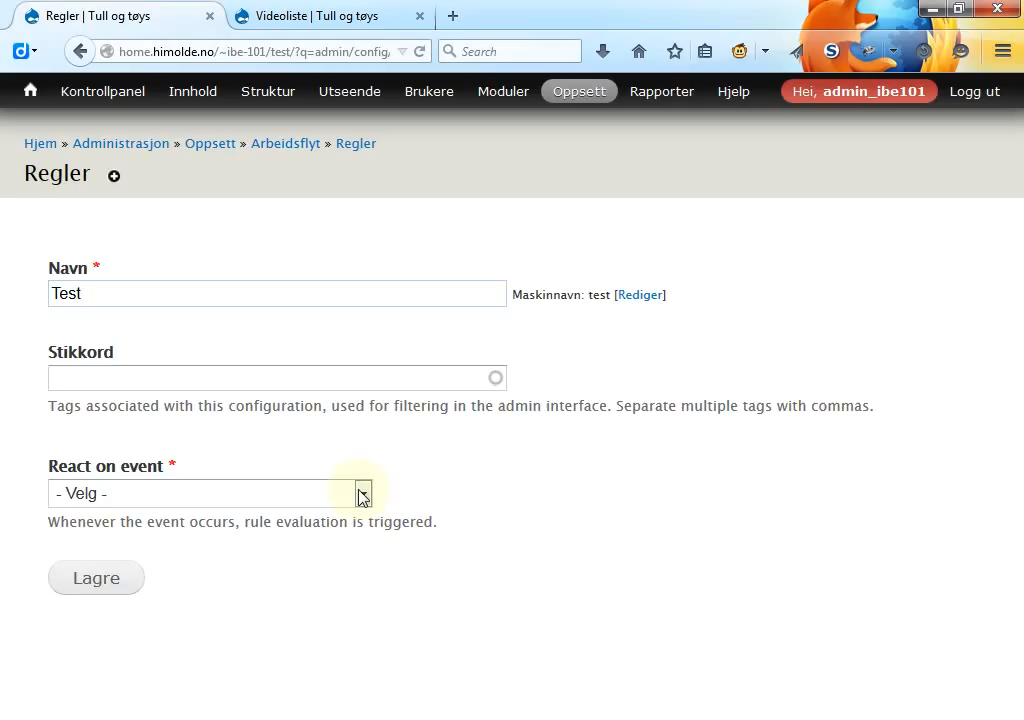 Regler | Tull og tøys
Videoliste | Tull og tøys
home.himolde.no/~ibe-101/test/?q=admin/config,
Search
Kontrollpanel Innhold Struktur Utseende Brukere Moduler Oppsett Rapporter Hjelp Hei, admin_ibe101 Logg ut
Hjem » Administrasjon » Oppsett » Arbeidsflyt » Regler
Regler
Navn *
Test
Maskinnavn: test [Rediger]
Stikkord
Tags associated with this configuration, used for filtering in the admin interface. Separate multiple tags with commas.
React on event *
- Velg -
Whenever the event occurs, rule evaluation is triggered.
Lagre